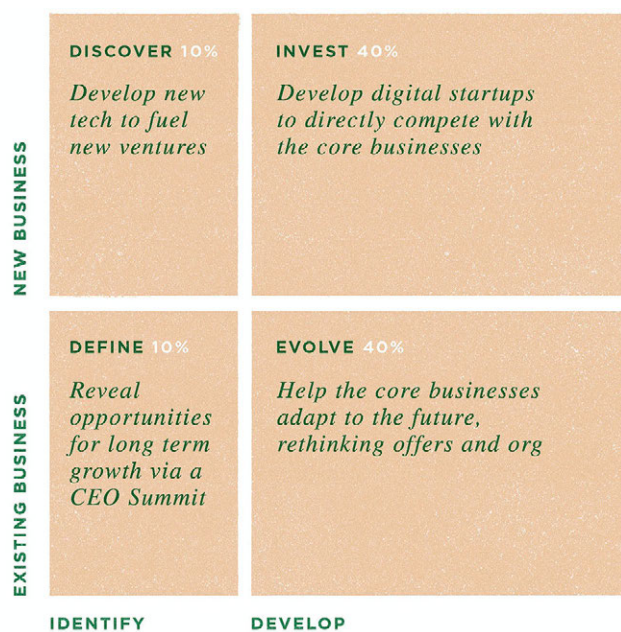 DISCOVER 10%
Develop new
tech to fuel
new ventures
INVEST 40%
Develop digital startups
to directly compete with
the core businesses
NEW BUSINESS
DEFINE 10%
Reveal
opportunities
for long term
growth via a
CEO Summit
EVOLVE 40%
Help the core businesses
adapt to the future,
rethinking offers and org
EXISTING BUSINESS
IDENTIFY
DEVELOP